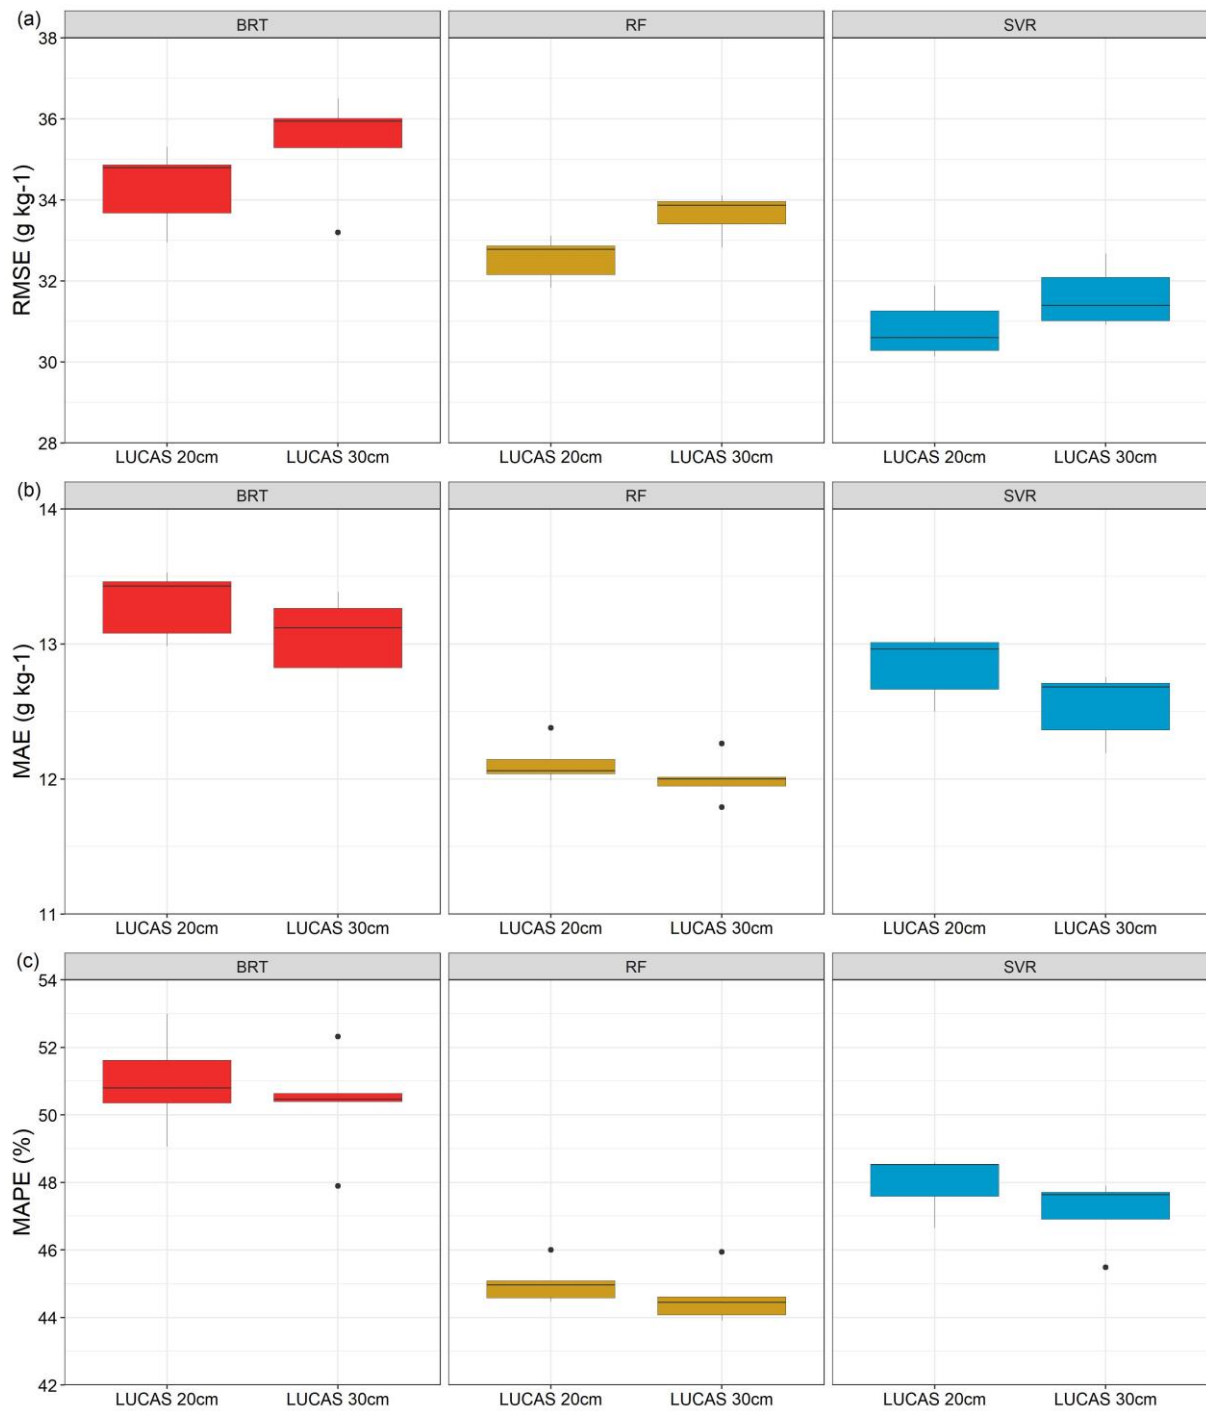 (a)
BRT RF SVR
38
36
34
32
30
28
RMSE (g kg-1)
LUCAS 20cm LUCAS 30cm LUCAS 20cm LUCAS 30cm LUCAS 20cm LUCAS 30cm
(b)
BRT RF SVR
14
13
12
11
MAE (g kg-1)
LUCAS 20cm LUCAS 30cm LUCAS 20cm LUCAS 30cm LUCAS 20cm LUCAS 30cm
(c)
BRT RF SVR
54
52
50
48
46
44
42
MAPE (%)
LUCAS 20cm LUCAS 30cm LUCAS 20cm LUCAS 30cm LUCAS 20cm LUCAS 30cm